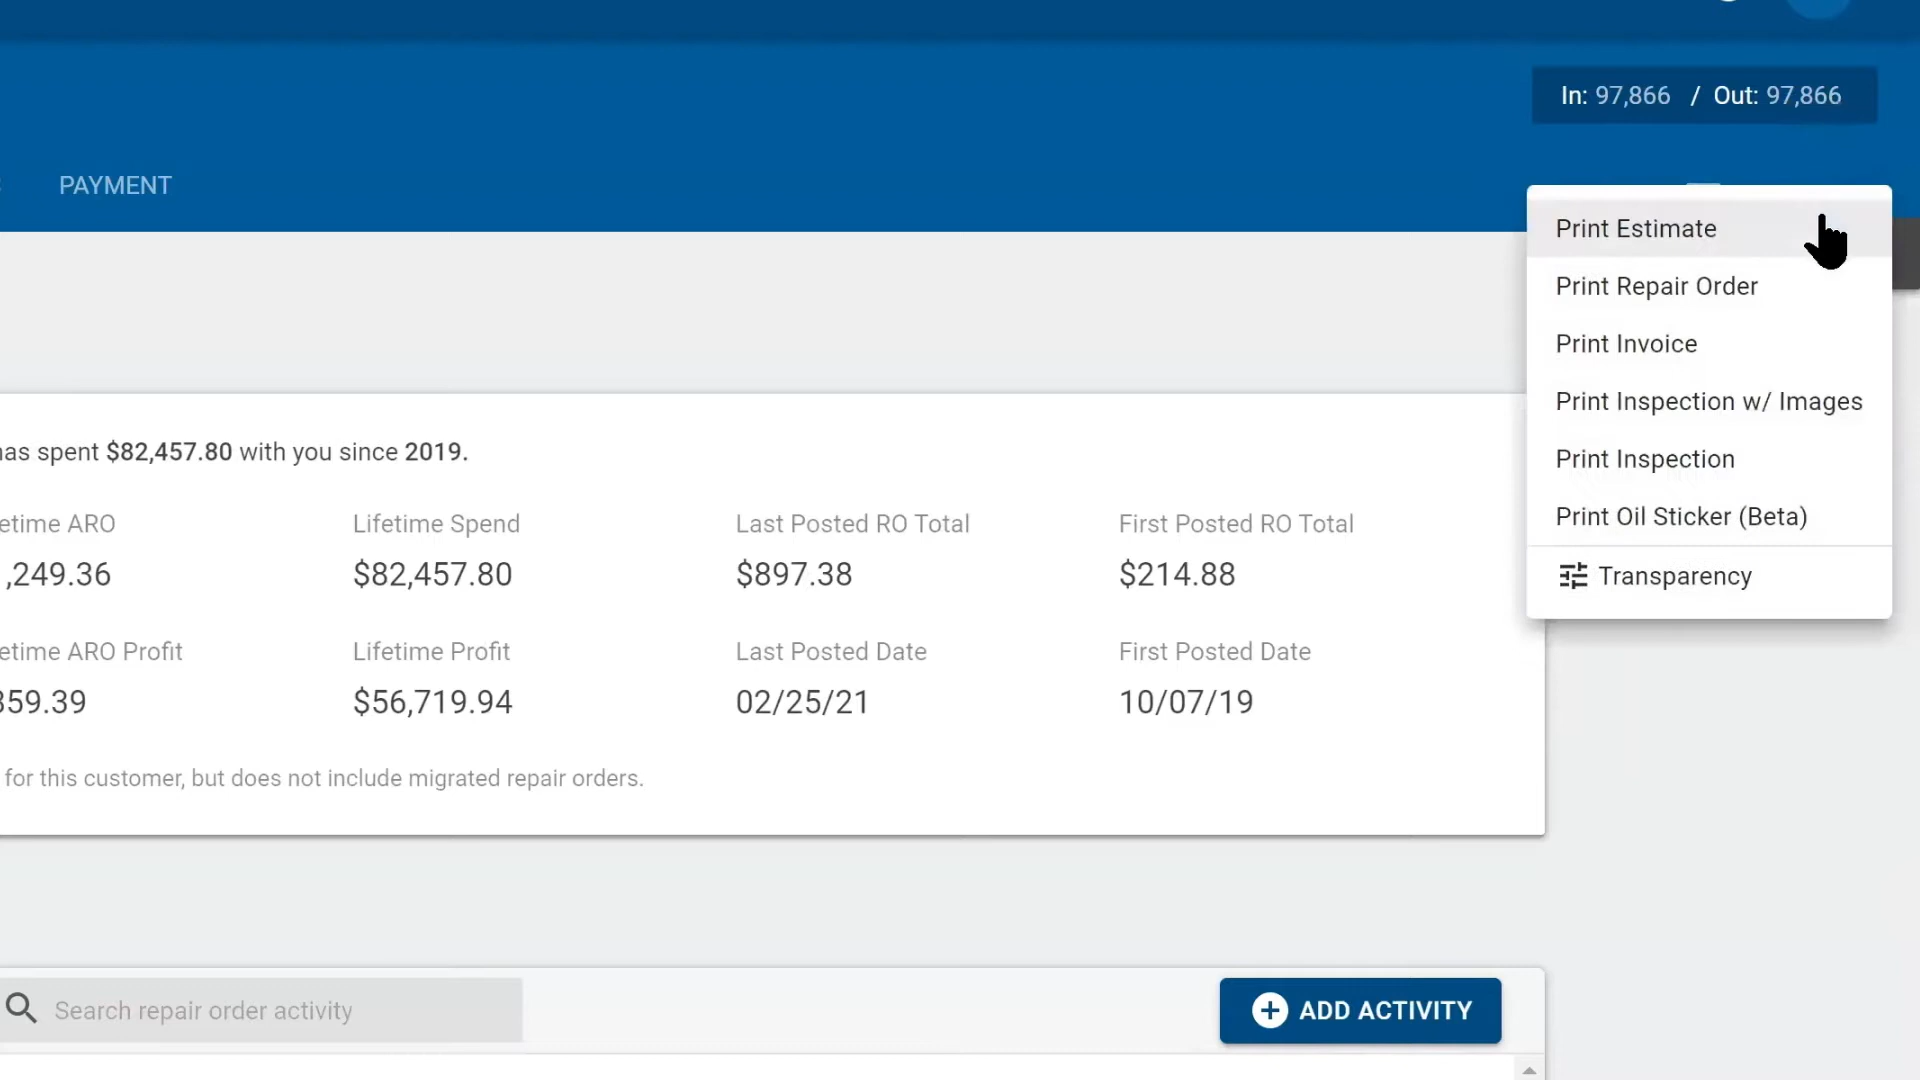 In: 97,866 / Out: 97,866
PAYMENT
Print Estimate
Print Repair Order
Print Invoice
Print Inspection w/ Images
Print Inspection
Print Oil Sticker (Beta)
Transparency
has spent $82,457.80 with you since 2019.
etime ARO
Lifetime Spend
Last Posted RO Total
First Posted RO Total
,249.36
$82,457.80
$897.38
$214.88
etime ARO Profit
Lifetime Profit
Last Posted Date
First Posted Date
359.39
$56,719.94
02/25/21
10/07/19
for this customer, but does not include migrated repair orders.
Search repair order activity
ADD ACTIVITY